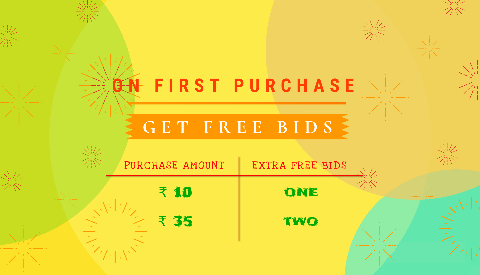 ON FIRST PURCHASE
GET FREE BIDS
PURCHASE AMOUNT EXTRA FREE BIDS
₹ 10 ONE
₹ 35 TWO